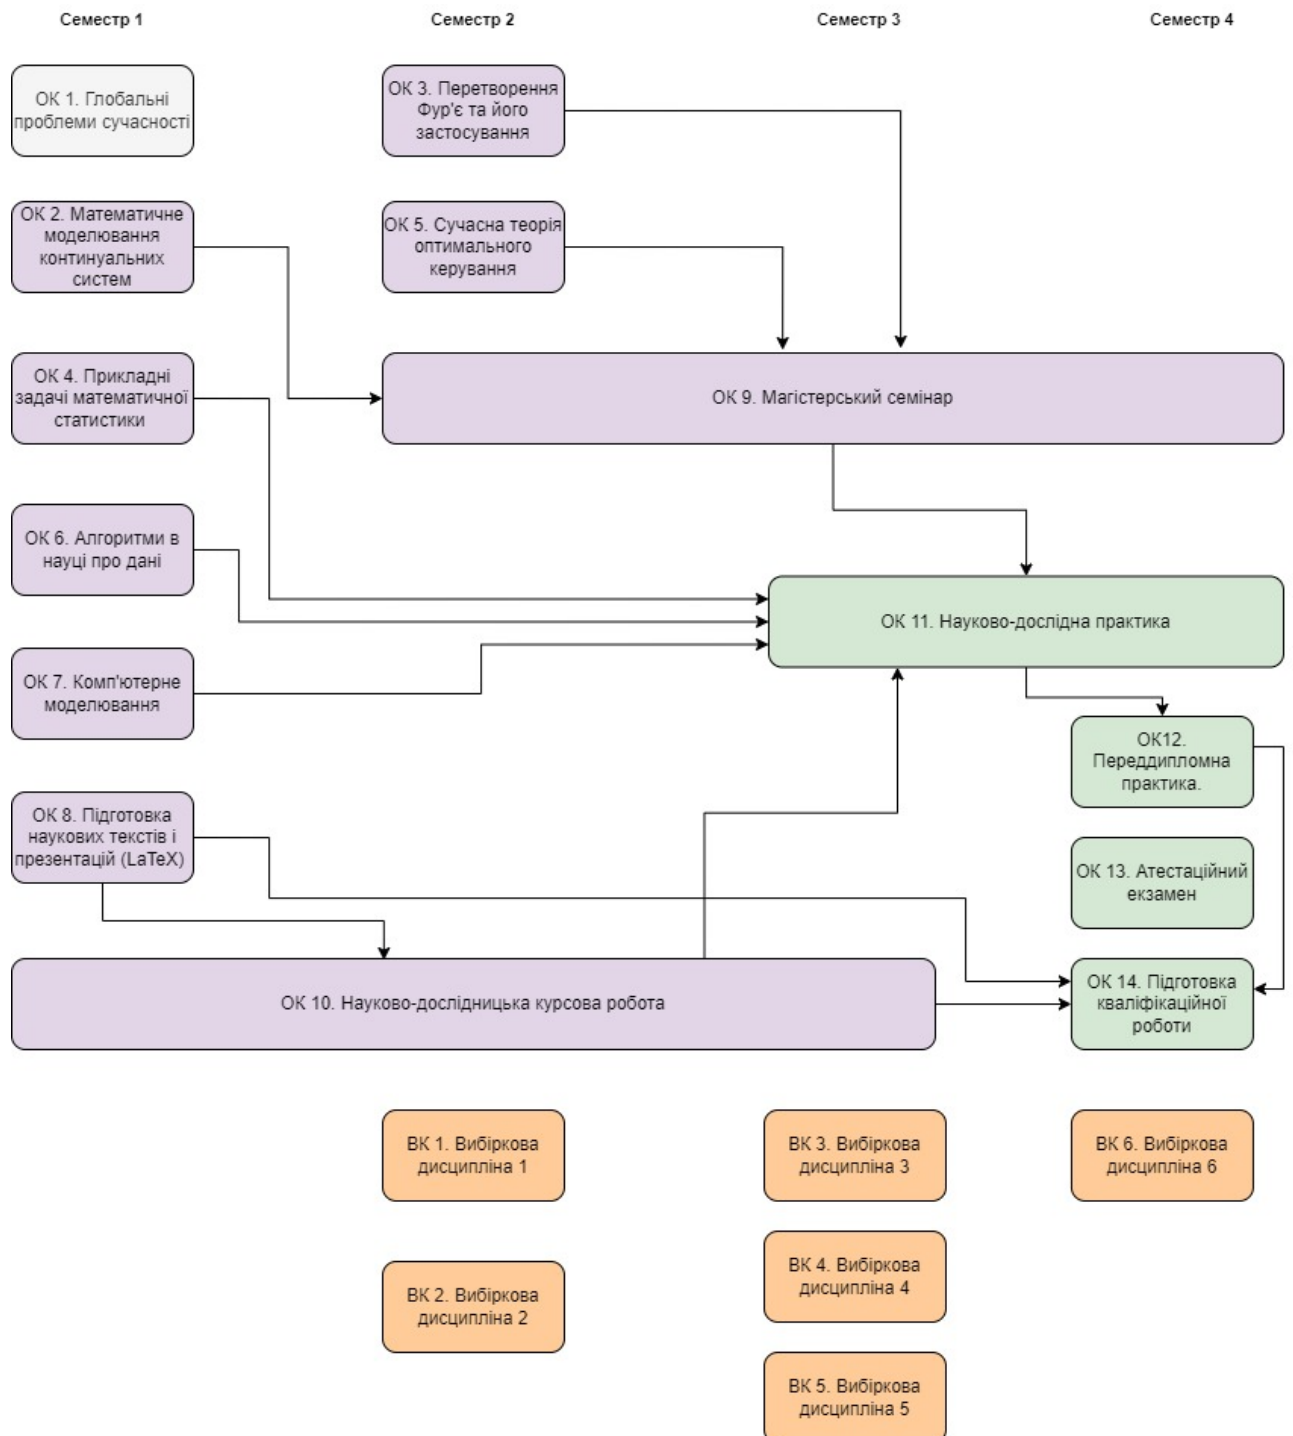 Семестр 1
Семестр 2
Семестр 3
Семестр 4
ОК 1. Глобальні
проблеми сучасності
ОК 3. Перетворення
Фур'є та його
застосування
ОК 2. Математичне
моделювання
континуальних
систем
ОК 5. Сучасна теорія
оптимального
керування
ОК 4. Прикладні
задачі математичної
статистики
ОК 9. Магістерський семінар
ОК 6. Алгоритми в
науці про дані
ОК 11. Науково-дослідна практика
ОК 7. Комп'ютерне
моделювання
ОК12.
Переддипломна
практика.
ОК 8. Підготовка
наукових текстів і
презентацій (LaTeX)
ОК 13. Атестаційний
екзамен
ОК 10. Науково-дослідницька курсова робота
ОК 14. Підготовка
кваліфікаційної
роботи
ВК 1. Вибіркова
дисципліна 1
ВК 3. Вибіркова
дисципліна 3
ВК 6. Вибіркова
дисципліна 6
ВК 2. Вибіркова
дисципліна 2
ВК 4. Вибіркова
дисципліна 4
ВК 5. Вибіркова
дисципліна 5